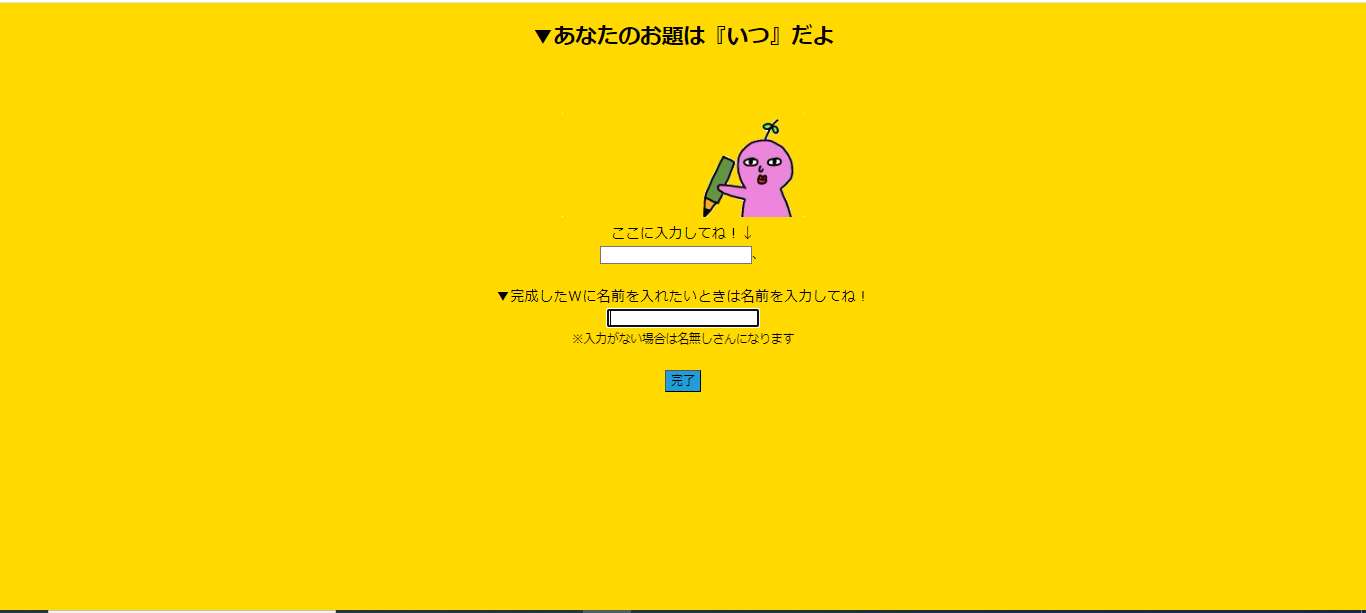 ▼あなたのお題は『いつ』だよ
ここに入力してね！↓
、
▼完成したWに名前を入れたいときは名前を入力してね！
※入力がない場合は名無しさんになります
完了